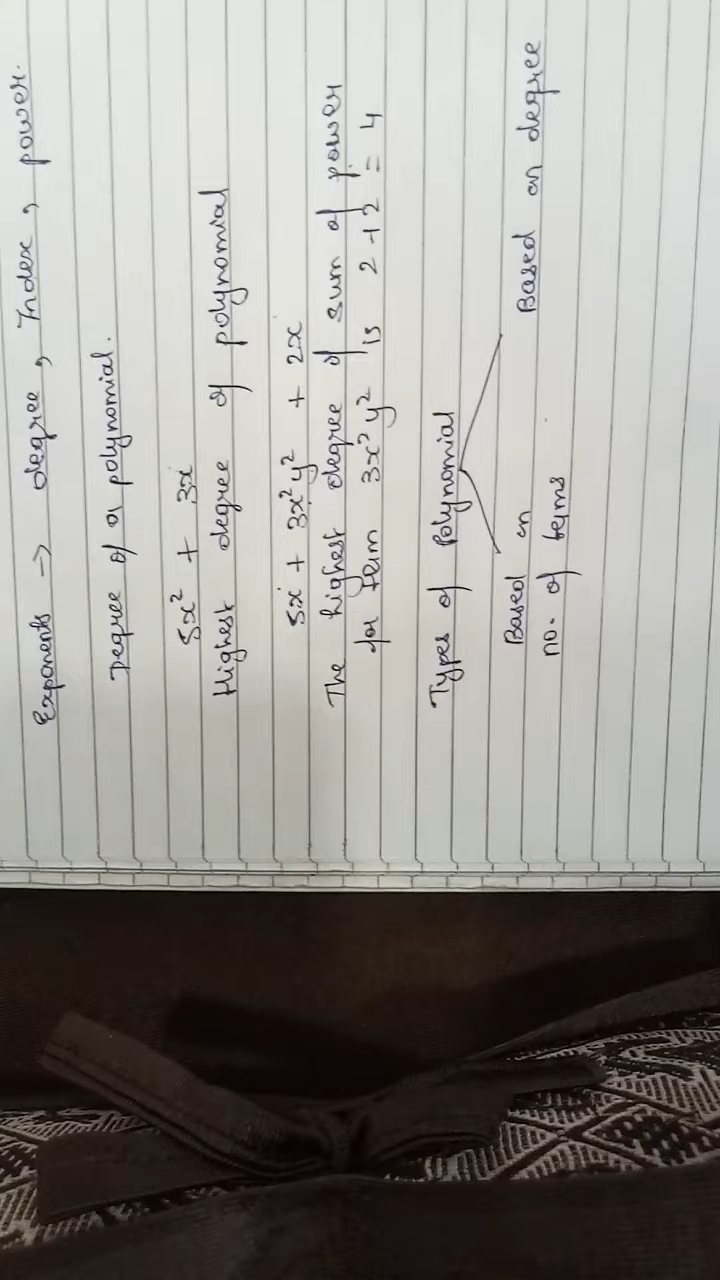 Exponents → degree, Index, power.
Degree of a polynomial.
5x² + 3x
Highest degree of polynomial
5x + 3x²y² + 2x
The highest degree of sum of power
for term 3x²y² is 2+2 = 4
Types of Polynomial
Based on Based on degree
no. of terms